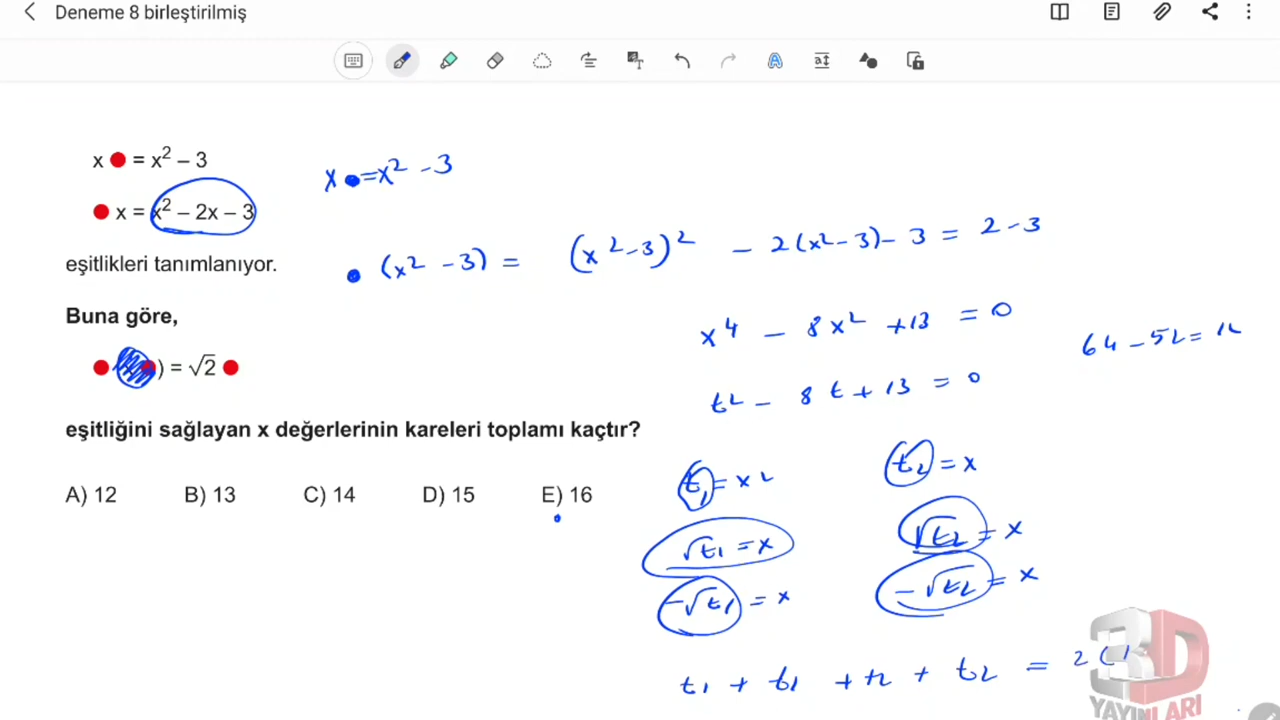 Deneme 8 birleştirilmiş
x ● = x² – 3
● x = x² – 2x – 3
eşitlikleri tanımlanıyor.
Buna göre,
● ( ●) = √2 ●
eşitliğini sağlayan x değerlerinin kareleri toplamı kaçtır?
A) 12 B) 13 C) 14 D) 15 E) 16
x ● = x² – 3
● (x² – 3) = (x² – 3)² – 2(x² – 3) – 3 = 2 – 3
x⁴ – 8x² + 13 = 0
64 – 52 = 12
t² – 8t + 13 = 0
t₁ = x² t₂ = x
√t₁ = x √t₂ = x
–√t₁ = x –√t₂ = x
t₁ + t₁ + t₂ + t₂ = 2(
3D
YAYINLARI